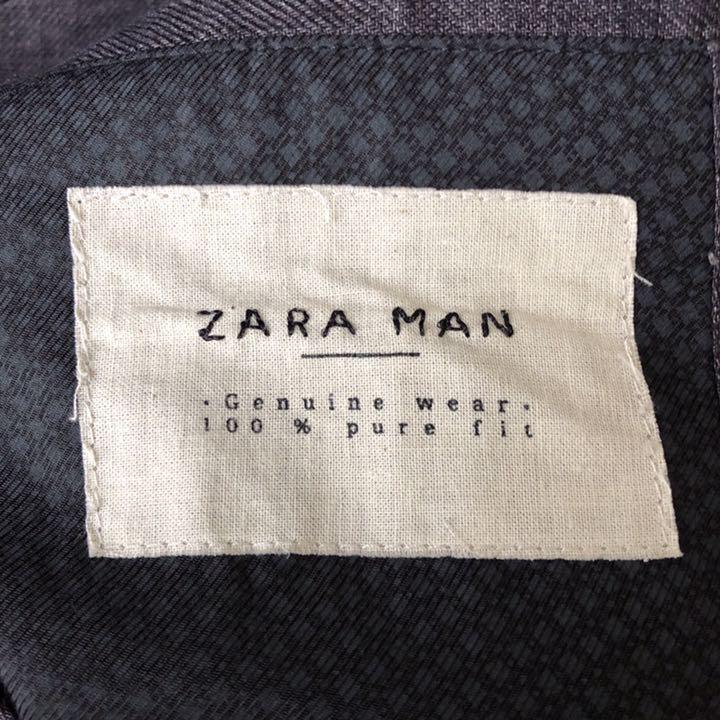 ZARA MAN
·Genuine wear·
100 % pure fit